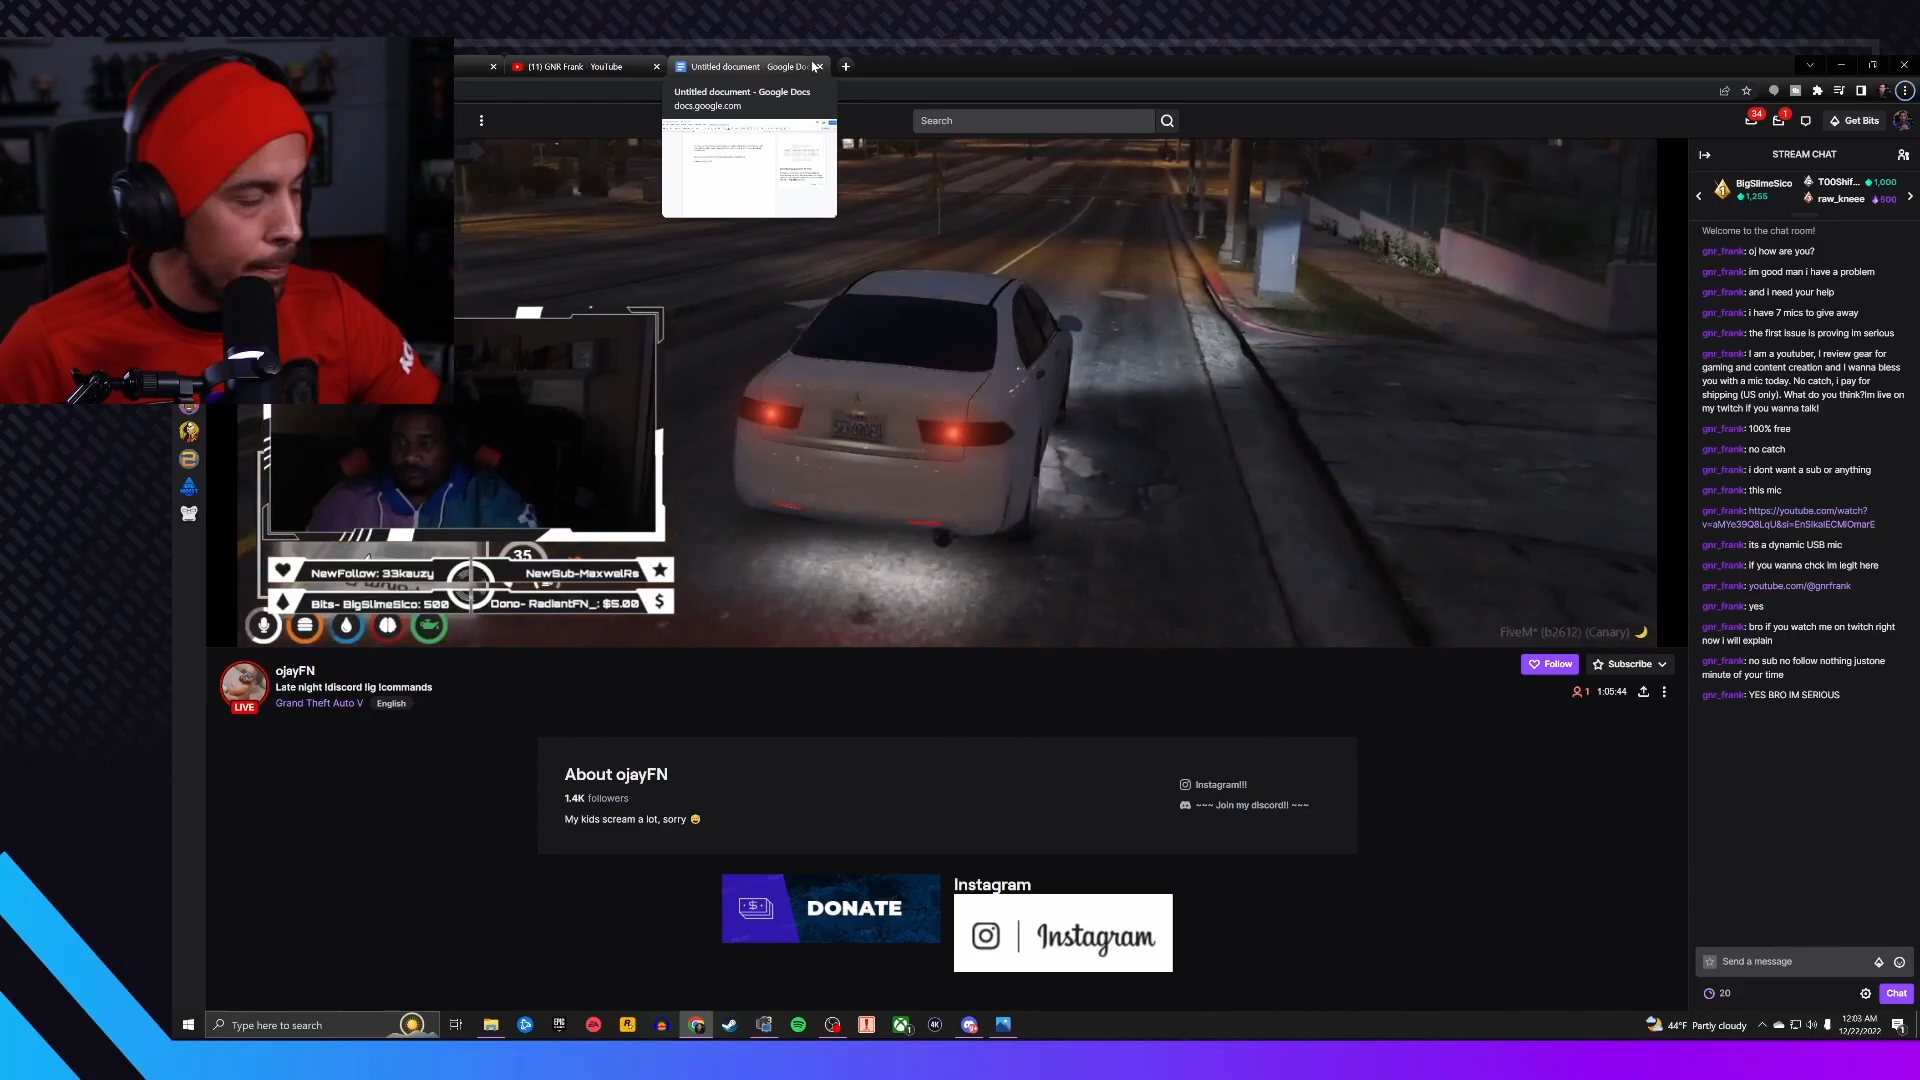 (11) GNR Frank - YouTube
Untitled document - Google Doc
Untitled document - Google Docs
docs.google.com
Search
34
1
Get Bits
STREAM CHAT
BigSlimeSico
1,255
T00Shif... 1,000
raw_kneee 500
Welcome to the chat room!
gnr_frank: oj how are you?
gnr_frank: im good man i have a problem
gnr_frank: and i need your help
gnr_frank: i have 7 mics to give away
gnr_frank: the first issue is proving im serious
gnr_frank: I am a youtuber, I review gear for
gaming and content creation and I wanna bless
you with a mic today. No catch, i pay for
shipping (US only). What do you think?Im live on
my twitch if you wanna talk!
gnr_frank: 100% free
gnr_frank: no catch
gnr_frank: i dont want a sub or anything
gnr_frank: this mic
gnr_frank: https://youtube.com/watch?
v=aMYe39Q8LqU&si=EnSIkaIECMiOmarE
gnr_frank: its a dynamic USB mic
gnr_frank: if you wanna chck im legit here
gnr_frank: youtube.com/@gnrfrank
gnr_frank: yes
gnr_frank: bro if you watch me on twitch right
now i will explain
gnr_frank: no sub no follow nothing justone
minute of your time
gnr_frank: YES BRO IM SERIOUS
35
NewFollow: 33kauzy
NewSub-MaxwelRs
Bits- BigSlimeSico: 500
Dono- RadiantFN_: $5.00
FiveM* (b2612) (Canary)
LIVE
ojayFN
Late night !discord !ig !commands
Grand Theft Auto V English
Follow
Subscribe
1 1:05:44
About ojayFN
1.4K followers
My kids scream a lot, sorry 😅
Instagram!!!
~~~ Join my discord!! ~~~
DONATE
Instagram
Instagram
Send a message
20
Chat
Type here to search
44°F Partly cloudy
12:03 AM
12/22/2022